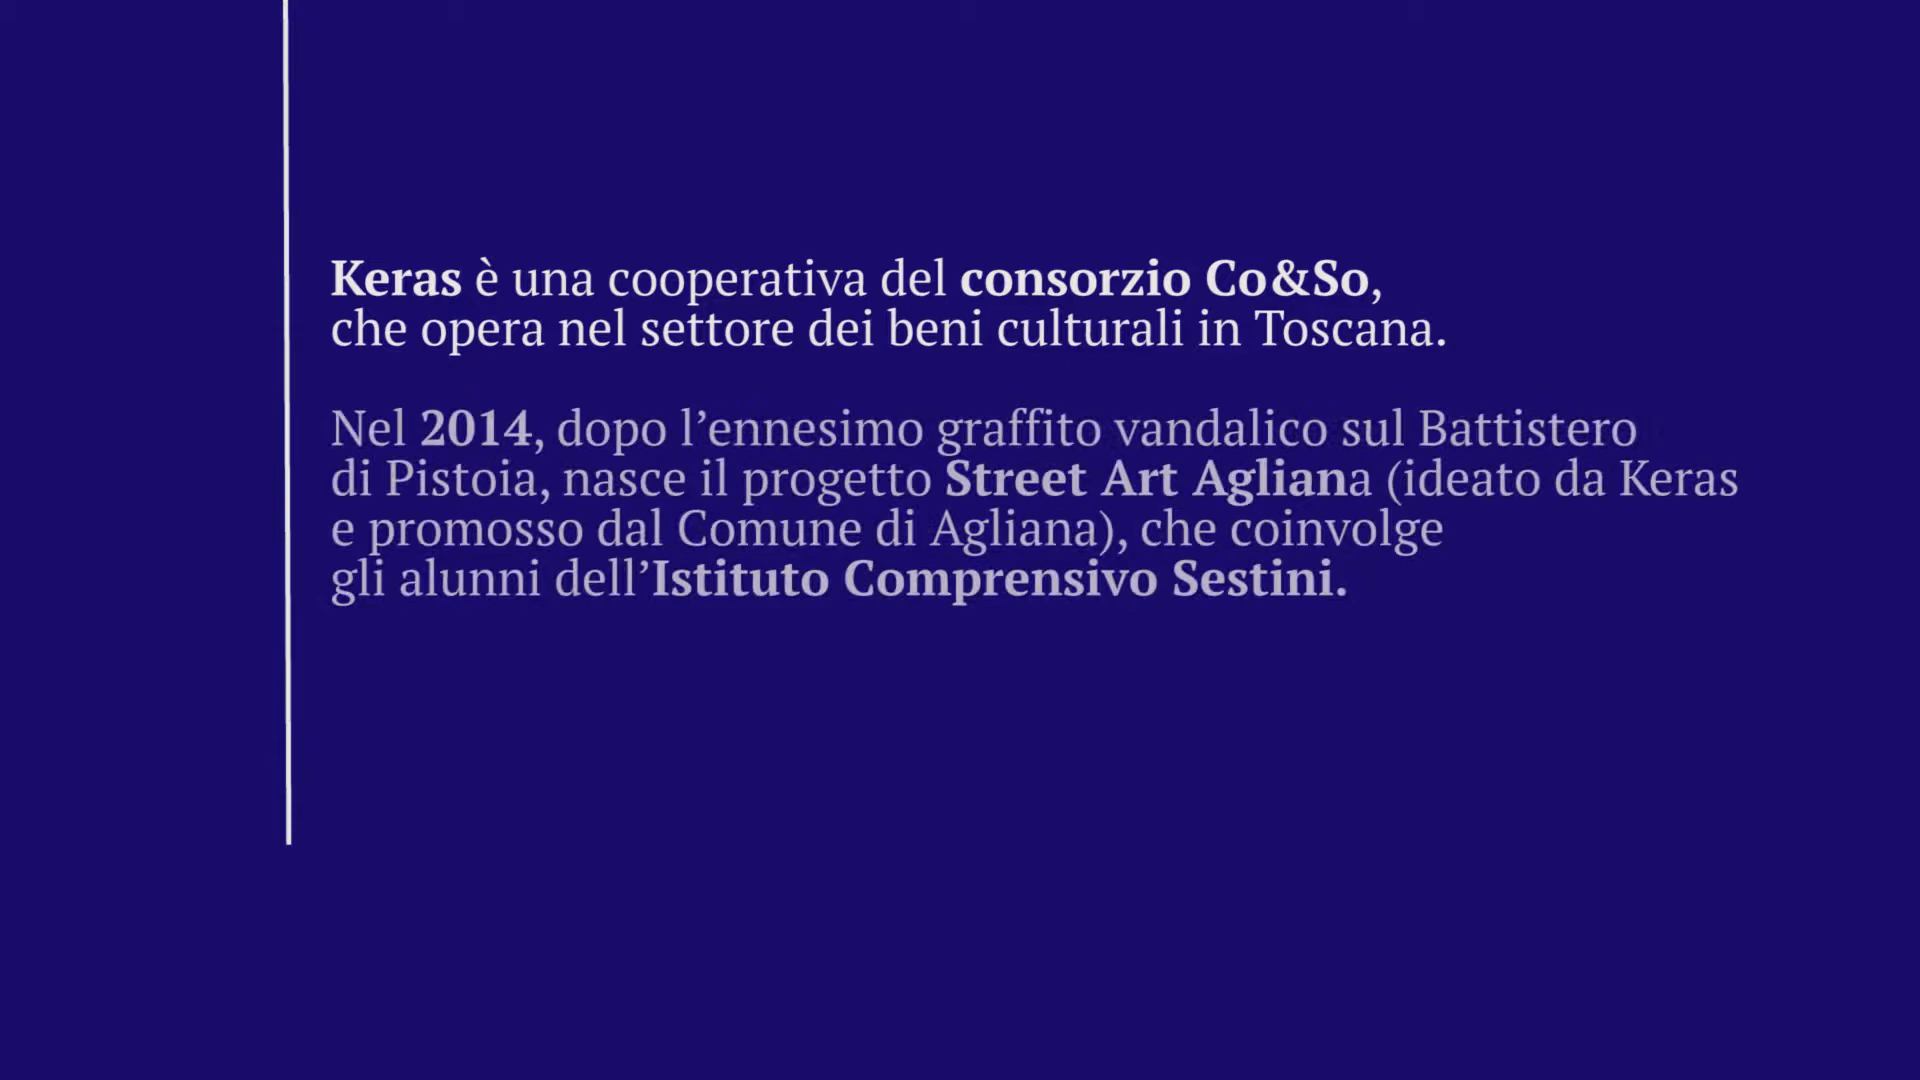 Keras è una cooperativa del consorzio Co&So,
che opera nel settore dei beni culturali in Toscana.
Nel 2014, dopo l’ennesimo graffito vandalico sul Battistero
di Pistoia, nasce il progetto Street Art Agliana (ideato da Keras
e promosso dal Comune di Agliana), che coinvolge
gli alunni dell’Istituto Comprensivo Sestini.